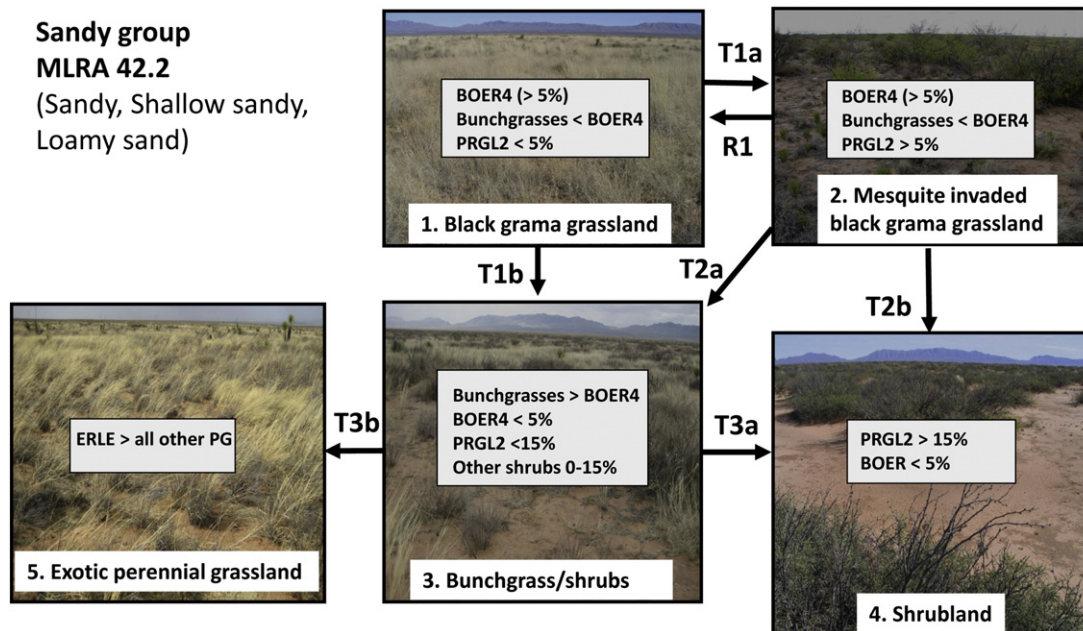 Sandy group
MLRA 42.2
(Sandy, Shallow sandy,
Loamy sand)
BOER4 (> 5%)
Bunchgrasses < BOER4
PRGL2 < 5%
1. Black grama grassland
T1a
R1
BOER4 (> 5%)
Bunchgrasses < BOER4
PRGL2 > 5%
2. Mesquite invaded
black grama grassland
T1b
T2a
T2b
ERLE > all other PG
5. Exotic perennial grassland
T3b
Bunchgrasses > BOER4
BOER4 < 5%
PRGL2 <15%
Other shrubs 0-15%
3. Bunchgrass/shrubs
T3a
PRGL2 > 15%
BOER < 5%
4. Shrubland